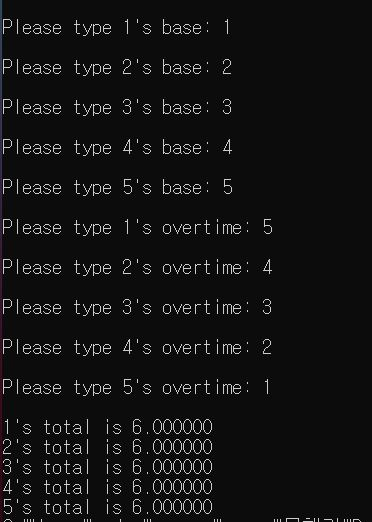 Please type 1's base: 1
Please type 2's base: 2
Please type 3's base: 3
Please type 4's base: 4
Please type 5's base: 5
Please type 1's overtime: 5
Please type 2's overtime: 4
Please type 3's overtime: 3
Please type 4's overtime: 2
Please type 5's overtime: 1
1's total is 6.000000
2's total is 6.000000
3's total is 6.000000
4's total is 6.000000
5's total is 6.000000